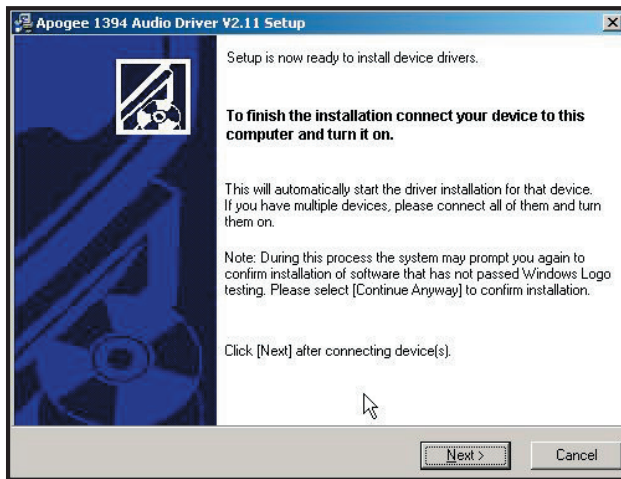 Apogee 1394 Audio Driver V2.11 Setup
Setup is now ready to install device drivers.
To finish the installation connect your device to this
computer and turn it on.
This will automatically start the driver installation for that device.
If you have multiple devices, please connect all of them and turn
them on.
Note: During this process the system may prompt you again to
confirm installation of software that has not passed Windows Logo
testing. Please select [Continue Anyway] to confirm installation.
Click [Next] after connecting device(s).
Next >
Cancel